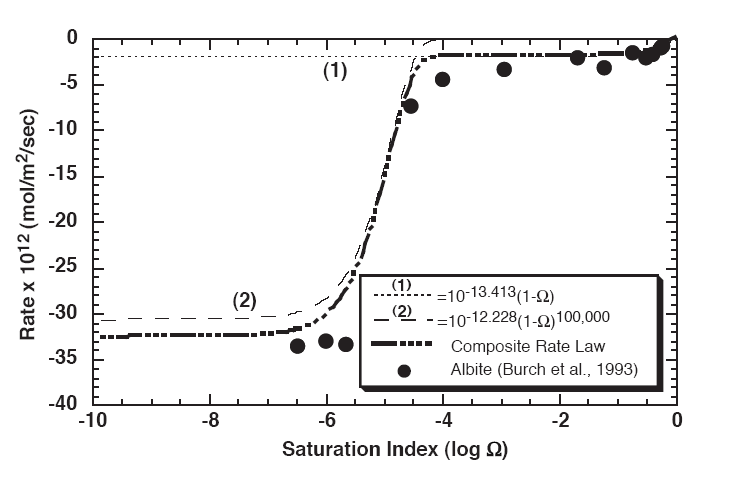 0
-5
-10
-15
-20
-25
-30
-35
-40
Rate x 10¹² (mol/m²/sec)
(1)
(2)
(1) =10⁻¹³·⁴¹³(1-Ω)
(2) =10⁻¹²·²²⁸(1-Ω)¹⁰⁰,⁰⁰⁰
Composite Rate Law
Albite (Burch et al., 1993)
-10 -8 -6 -4 -2 0
Saturation Index (log Ω)